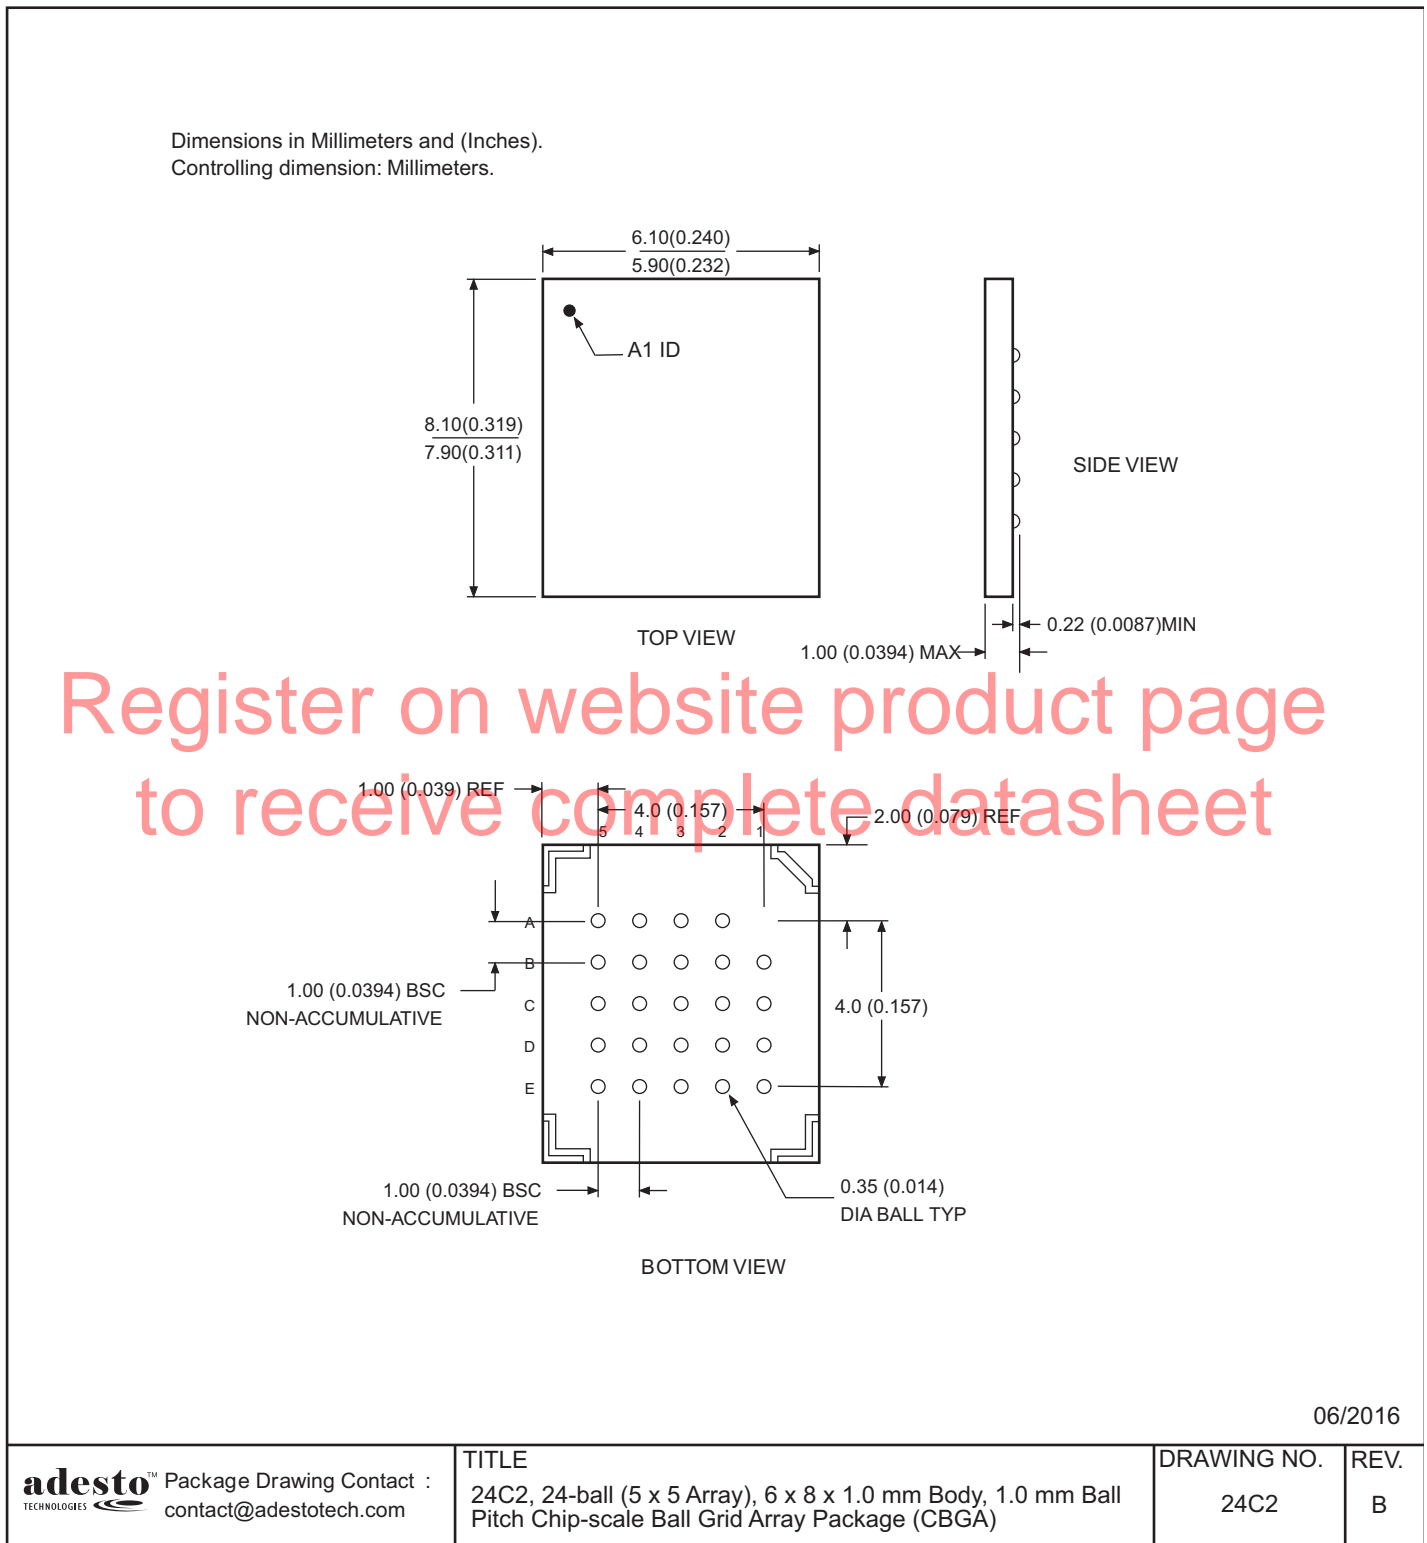 Dimensions in Millimeters and (Inches).
Controlling dimension: Millimeters.
6.10(0.240)
5.90(0.232)
A1 ID
8.10(0.319)
7.90(0.311)
SIDE VIEW
TOP VIEW
0.22 (0.0087)MIN
1.00 (0.0394) MAX
Register on website product page
to receive complete datasheet
1.00 (0.039) REF
4.0 (0.157)
2.00 (0.079) REF
5 4 3 2 1
A
B
C
D
E
1.00 (0.0394) BSC
NON-ACCUMULATIVE
4.0 (0.157)
1.00 (0.0394) BSC
NON-ACCUMULATIVE
0.35 (0.014)
DIA BALL TYP
BOTTOM VIEW
06/2016
adesto™
TECHNOLOGIES
Package Drawing Contact :
contact@adestotech.com
TITLE
24C2, 24-ball (5 x 5 Array), 6 x 8 x 1.0 mm Body, 1.0 mm Ball
Pitch Chip-scale Ball Grid Array Package (CBGA)
DRAWING NO.
24C2
REV.
B